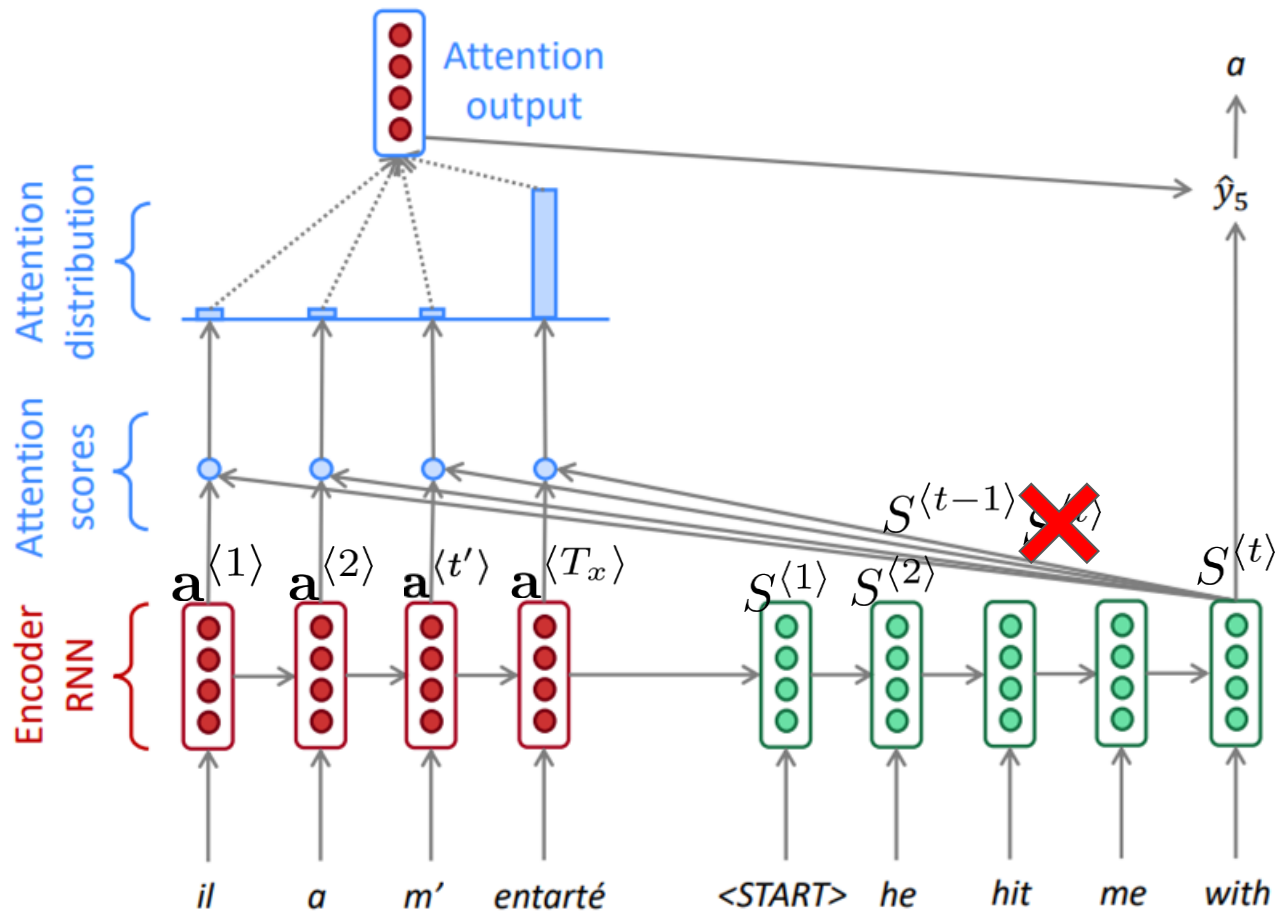 Attention
output
a
ŷ₅
Attention
distribution
Attention
scores
S⟨t−1⟩
a⟨1⟩ a⟨2⟩ a⟨t′⟩ a⟨Tₓ⟩ S⟨1⟩ S⟨2⟩ S⟨t⟩
Encoder
RNN
il a m’ entarté <START> he hit me with